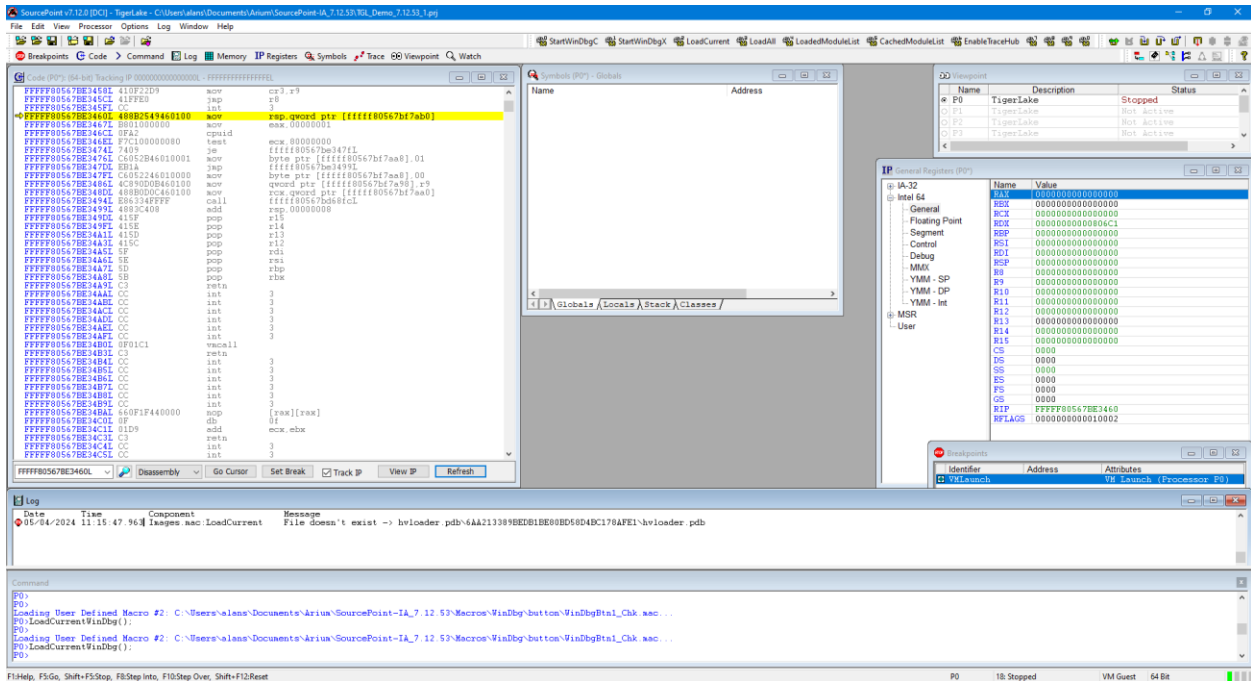 SourcePoint v7.12.0 [DCI] - TigerLake - C:\Users\alans\Documents\Arium\SourcePoint-IA_7.12.53\TGL_Demo_7.12.53_1.prj
File Edit View Processor Options Log Window Help
StartWinDbgC StartWinDbgX LoadCurrent LoadAll LoadedModuleList CachedModuleList EnableTraceHub
Breakpoints Code Command Log Memory IP Registers Symbols Trace Viewpoint Watch
Code (P0*): (64-bit) Tracking IP 0000000000000000L - FFFFFFFFFFFFFFFFL
FFFFF80567BE3458L 410F22D9 mov cr3,r9
FFFFF80567BE345CL 41FFE0 jmp r8
FFFFF80567BE345FL CC int 3
FFFFF80567BE3460L 488B2549460100 mov rsp,qword ptr [fffff80567bf7ab0]
FFFFF80567BE3467L B801000000 mov eax,00000001
FFFFF80567BE346CL 0FA2 cpuid
FFFFF80567BE346EL F7C100000080 test ecx,80000000
FFFFF80567BE3474L 7409 je fffff80567be347fL
FFFFF80567BE3476L C6052B46010001 mov byte ptr [fffff80567bf7aa8],01
FFFFF80567BE347DL EB1A jmp fffff80567be3499L
FFFFF80567BE347FL C6052246010000 mov byte ptr [fffff80567bf7aa8],00
FFFFF80567BE3486L 4C890D0B460100 mov qword ptr [fffff80567bf7a98],r9
FFFFF80567BE348DL 488B0D0C460100 mov rcx,qword ptr [fffff80567bf7aa0]
FFFFF80567BE3494L E86334FFFF call fffff80567bd68fcL
FFFFF80567BE3499L 4883C408 add rsp,00000008
FFFFF80567BE349DL 415F pop r15
FFFFF80567BE349FL 415E pop r14
FFFFF80567BE34A1L 415D pop r13
FFFFF80567BE34A3L 415C pop r12
FFFFF80567BE34A5L 5F pop rdi
FFFFF80567BE34A6L 5E pop rsi
FFFFF80567BE34A7L 5D pop rbp
FFFFF80567BE34A8L 5B pop rbx
FFFFF80567BE34A9L C3 retn
FFFFF80567BE34AAL CC int 3
FFFFF80567BE34ABL CC int 3
FFFFF80567BE34ACL CC int 3
FFFFF80567BE34ADL CC int 3
FFFFF80567BE34AEL CC int 3
FFFFF80567BE34AFL CC int 3
FFFFF80567BE34B0L 0F01C1 vmcall
FFFFF80567BE34B3L C3 retn
FFFFF80567BE34B4L CC int 3
FFFFF80567BE34B5L CC int 3
FFFFF80567BE34B6L CC int 3
FFFFF80567BE34B7L CC int 3
FFFFF80567BE34B8L CC int 3
FFFFF80567BE34B9L CC int 3
FFFFF80567BE34BAL 660F1F440000 nop [rax][rax]
FFFFF80567BE34C0L 0F db 0f
FFFFF80567BE34C1L 01D9 add ecx,ebx
FFFFF80567BE34C3L C3 retn
FFFFF80567BE34C4L CC int 3
FFFFF80567BE34C5L CC int 3
FFFFF80567BE3460L Disassembly Go Cursor Set Break Track IP View IP Refresh
Symbols (P0*) - Globals
Name Address
Globals Locals Stack Classes
Viewpoint
Name Description Status
P0 TigerLake Stopped
P1 TigerLake Not Active
P2 TigerLake Not Active
P3 TigerLake Not Active
IP General Registers (P0*)
IA-32
Intel 64
General
Floating Point
Segment
Control
Debug
MMX
YMM - SP
YMM - DP
YMM - Int
MSR
User
Name Value
RAX 0000000000000000
RBX 0000000000000000
RCX 0000000000000000
RDX 00000000000806C1
RBP 0000000000000000
RSI 0000000000000000
RDI 0000000000000000
RSP 0000000000000000
R8 0000000000000000
R9 0000000000000000
R10 0000000000000000
R11 0000000000000000
R12 0000000000000000
R13 0000000000000000
R14 0000000000000000
R15 0000000000000000
CS 0000
DS 0000
SS 0000
ES 0000
FS 0000
GS 0000
RIP FFFFF80567BE3460
RFLAGS 0000000000010002
Breakpoints
Identifier Address Attributes
VMLaunch VM Launch (Processor P0)
Log
Date Time Component Message
05/04/2024 11:15:47.963 Images.mac:LoadCurrent File doesn't exist -> hvloader.pdb\6AA213389BEDB1BE80BD58D4BC178AFE1\hvloader.pdb
Command
P0>
P0>
Loading User Defined Macro #2: C:\Users\alans\Documents\Arium\SourcePoint-IA_7.12.53\Macros\WinDbg\button\WinDbgBtn1_Chk.mac...
P0>LoadCurrentWinDbg();
P0>
Loading User Defined Macro #2: C:\Users\alans\Documents\Arium\SourcePoint-IA_7.12.53\Macros\WinDbg\button\WinDbgBtn1_Chk.mac...
P0>LoadCurrentWinDbg();
P0>
F1:Help, F5:Go, Shift+F5:Stop, F8:Step Into, F10:Step Over, Shift+F12:Reset P0 18: Stopped VM Guest 64 Bit